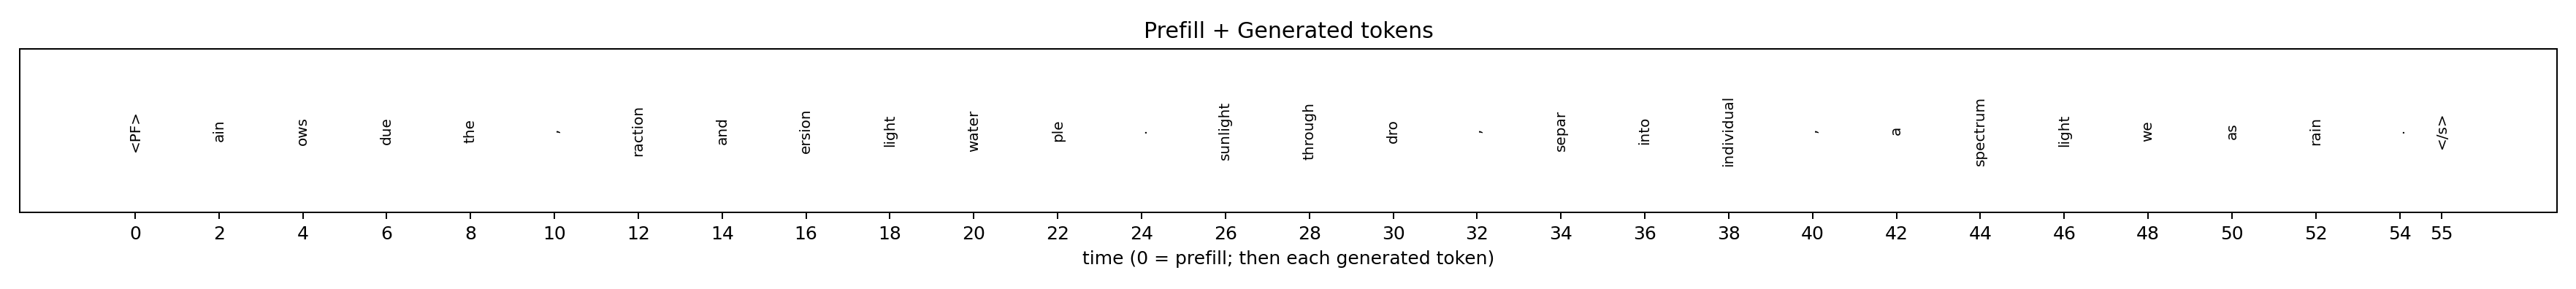 Prefill + Generated tokens
<PF> ain ows due the , raction and ersion light water ple . sunlight through dro , separ into individual , a spectrum light we as rain . </s>
0 2 4 6 8 10 12 14 16 18 20 22 24 26 28 30 32 34 36 38 40 42 44 46 48 50 52 54 55
time (0 = prefill; then each generated token)